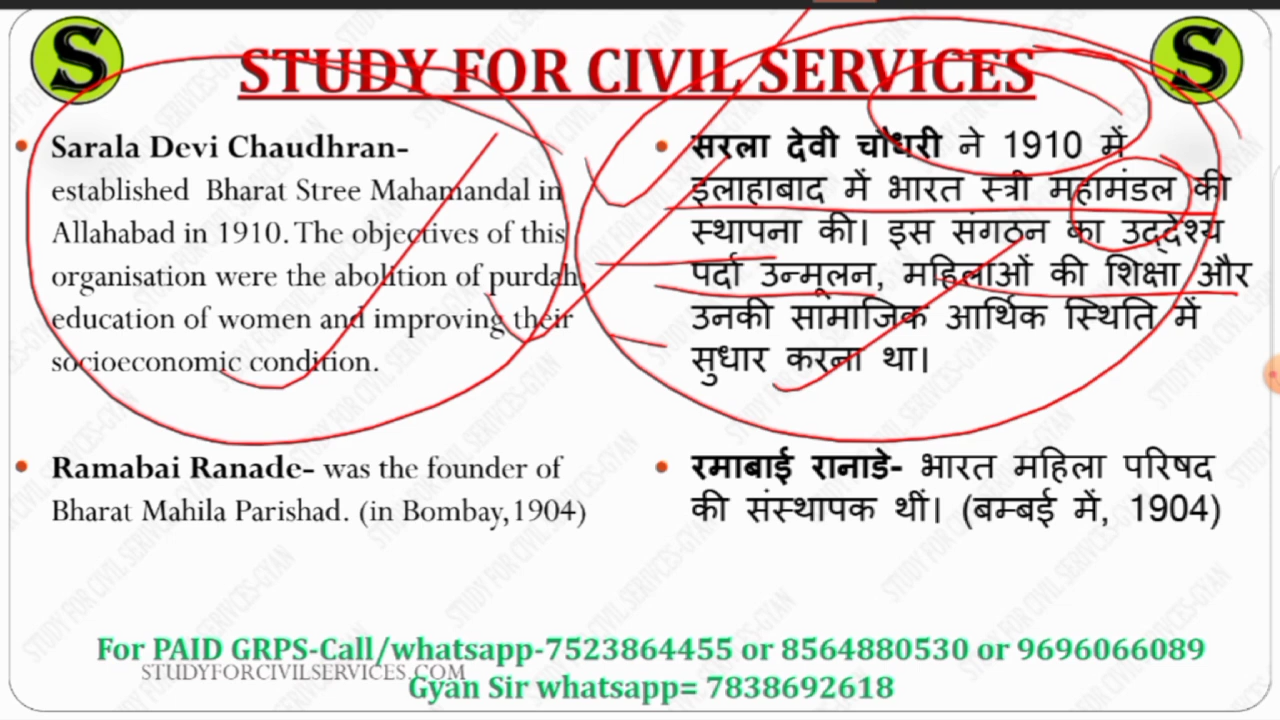 S
STUDY FOR CIVIL SERVICES
S
Sarala Devi Chaudhran-
established Bharat Stree Mahamandal in
Allahabad in 1910. The objectives of this
organisation were the abolition of purdah,
education of women and improving their
socioeconomic condition.
Ramabai Ranade- was the founder of
Bharat Mahila Parishad. (in Bombay,1904)
सरला देवी चौधरी ने 1910 में
इलाहाबाद में भारत स्त्री महामंडल की
स्थापना की। इस संगठन का उद्देश्य
पर्दा उन्मूलन, महिलाओं की शिक्षा और
उनकी सामाजिक आर्थिक स्थिति में
सुधार करना था।
रमाबाई रानाडे- भारत महिला परिषद
की संस्थापक थीं। (बम्बई में, 1904)
For PAID GRPS-Call/whatsapp-7523864455 or 8564880530 or 9696066089
STUDYFORCIVILSERVICES.COM
Gyan Sir whatsapp= 7838692618